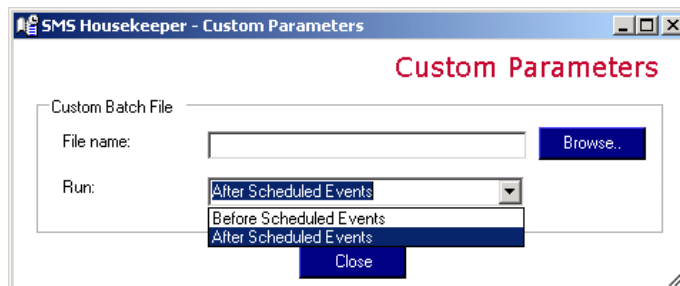 SMS Housekeeper - Custom Parameters
Custom Parameters
Custom Batch File
File name:
Browse..
Run:
After Scheduled Events
Before Scheduled Events
After Scheduled Events
Close